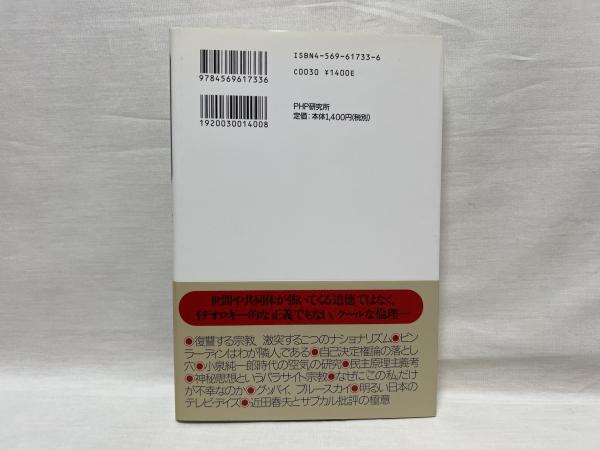 ISBN4-569-61733-6
C0030 ¥1400E
9784569617336
PHP研究所
定価:本体1,400円(税別)
1920030014008
世間や共同体が強いてくる道徳ではなく、
イデオロギー的な正義でもない、クールな倫理―
●復讐する宗教、激突する二つのナショナリズム●ビン
ラーディンはわが隣人である●自己決定権論の落とし
穴●小泉純一郎時代の空気の研究●民主原理主義考
●神秘思想というパラサイト宗教●なぜにこの私だけ
が不幸なのか●グッバイ、ブルースカイ●明るい日本の
テレビ・デイズ●近田春夫とサブカル批評の極意